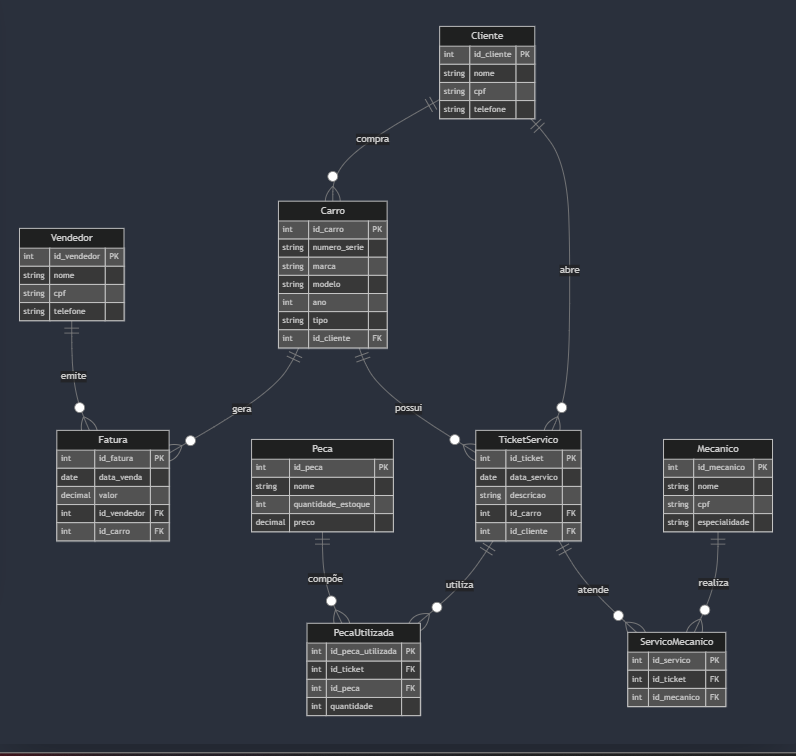 Cliente
int id_cliente PK
string nome
string cpf
string telefone
compra
Carro
int id_carro PK
string numero_serie
string marca
string modelo
int ano
string tipo
int id_cliente FK
Vendedor
int id_vendedor PK
string nome
string cpf
string telefone
abre
emite
gera
possui
Fatura
int id_fatura PK
date data_venda
decimal valor
int id_vendedor FK
int id_carro FK
Peca
int id_peca PK
string nome
int quantidade_estoque
decimal preco
TicketServico
int id_ticket PK
date data_servico
string descricao
int id_carro FK
int id_cliente FK
Mecanico
int id_mecanico PK
string nome
string cpf
string especialidade
compõe
utiliza
atende
realiza
PecaUtilizada
int id_peca_utilizada PK
int id_ticket FK
int id_peca FK
int quantidade
ServicoMecanico
int id_servico PK
int id_ticket FK
int id_mecanico FK